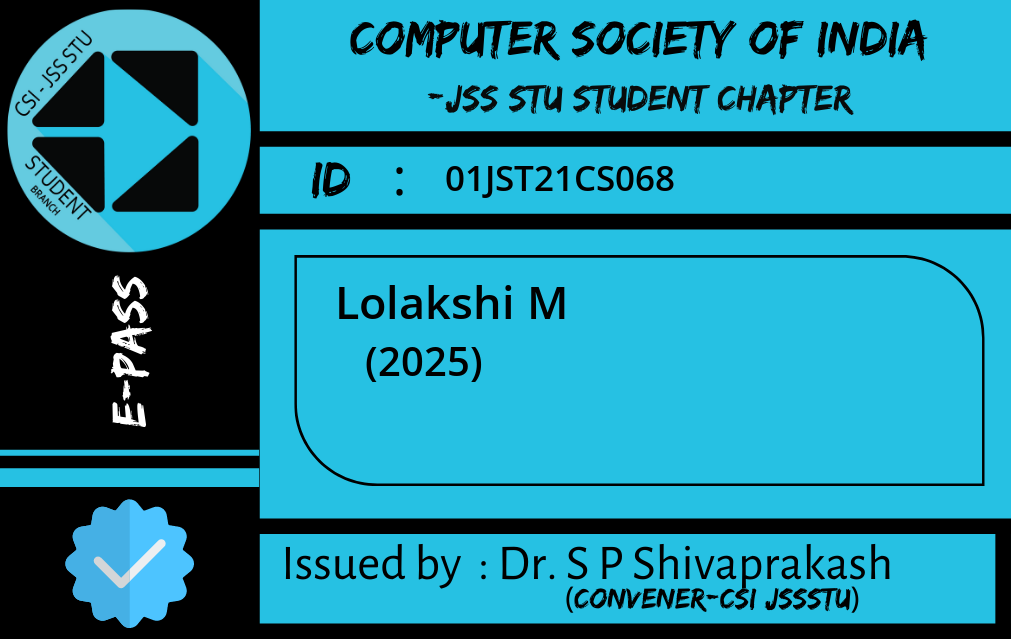 CSI - JSS STU
STUDENT
BRANCH
E-PASS
COMPUTER SOCIETY OF INDIA
-JSS STU STUDENT CHAPTER
ID : 01JST21CS068
Lolakshi M
(2025)
Issued by : Dr. S P Shivaprakash
(CONVENER-CSI JSSSTU)